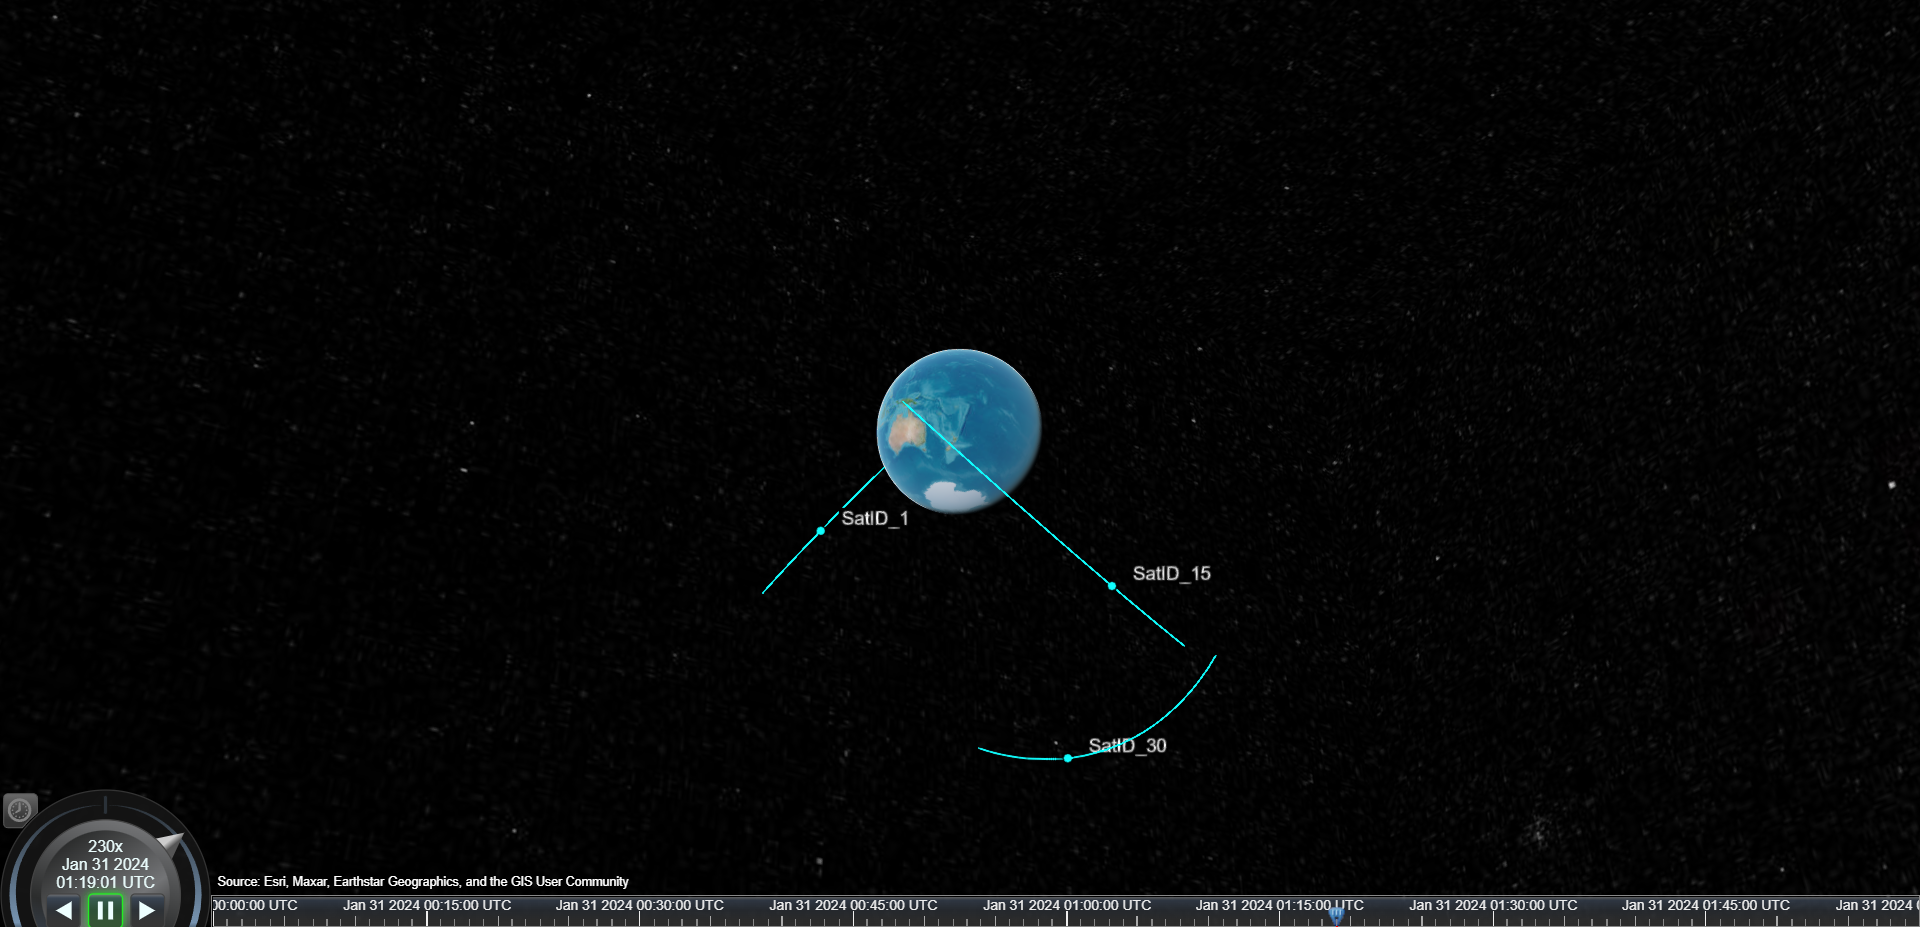 SatID_1
SatID_15
SatID_30
230x
Jan 31 2024
01:19:01 UTC
Source: Esri, Maxar, Earthstar Geographics, and the GIS User Community
00:00:00 UTC Jan 31 2024 00:15:00 UTC Jan 31 2024 00:30:00 UTC Jan 31 2024 00:45:00 UTC Jan 31 2024 01:00:00 UTC Jan 31 2024 01:15:00 UTC Jan 31 2024 01:30:00 UTC Jan 31 2024 01:45:00 UTC Jan 31 2024